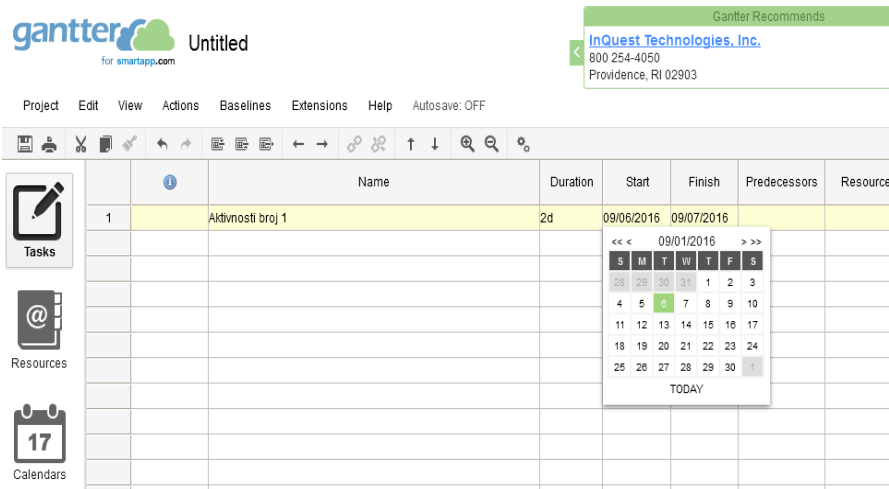 gantter
for smartapp.com
Untitled
Gantter Recommends
InQuest Technologies, Inc.
800 254-4050
Providence, RI 02903
Project Edit View Actions Baselines Extensions Help Autosave: OFF
Name Duration Start Finish Predecessors Resource
1 Aktivnosti broj 1 2d 09/06/2016 09/07/2016
Tasks
<< < 09/01/2016 > >>
S M T W T F S
28 29 30 31 1 2 3
4 5 6 7 8 9 10
11 12 13 14 15 16 17
18 19 20 21 22 23 24
25 26 27 28 29 30 1
TODAY
@
Resources
17
Calendars